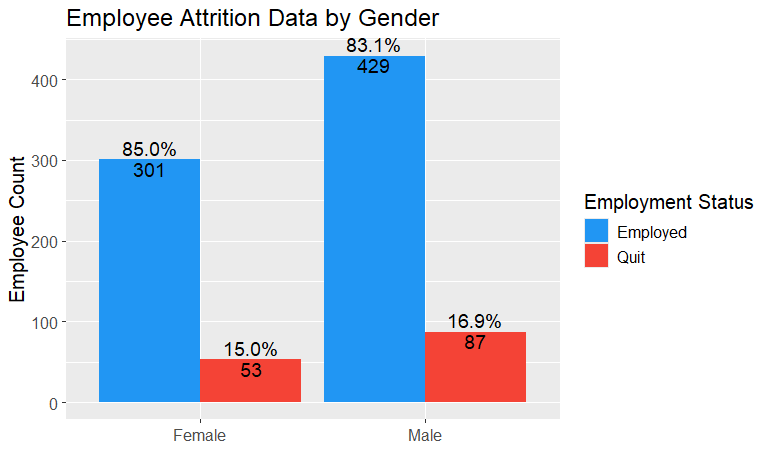 Employee Attrition Data by Gender
Employee Count
400
300
200
100
0
85.0%
301
15.0%
53
83.1%
429
16.9%
87
Female
Male
Employment Status
Employed
Quit